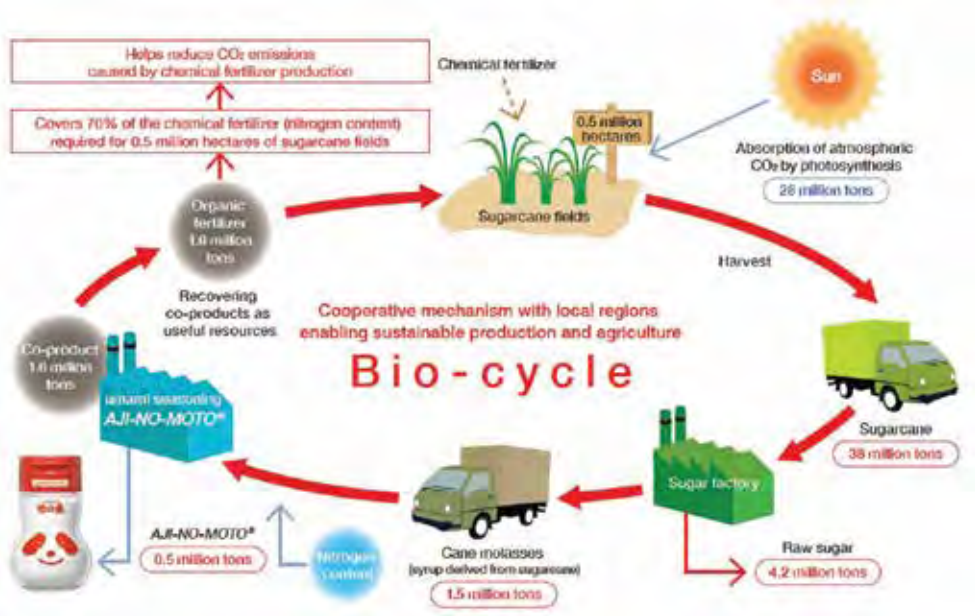 Helps reduce CO₂ emissions
caused by chemical fertilizer production
Covers 70% of the chemical fertilizer (nitrogen content)
required for 0.5 million hectares of sugarcane fields
Chemical fertilizer
0.5 million
hectares
Sun
Absorption of atmospheric
CO₂ by photosynthesis
28 million tons
Organic
fertilizer
million
tons
Sugarcane fields
Harvest
Recovering
co-products as
useful resources
Cooperative mechanism with local regions
enabling sustainable production and agriculture
Bio-cycle
Co-product
million
tons
umami seasoning
AJI-NO-MOTO®
Sugarcane
38 million tons
Sugar factory
AJI-NO-MOTO®
0.5 million tons
Nitrogen
Content
Cane molasses
(syrup derived from sugarcane)
1.5 million tons
Raw sugar
4.2 million tons